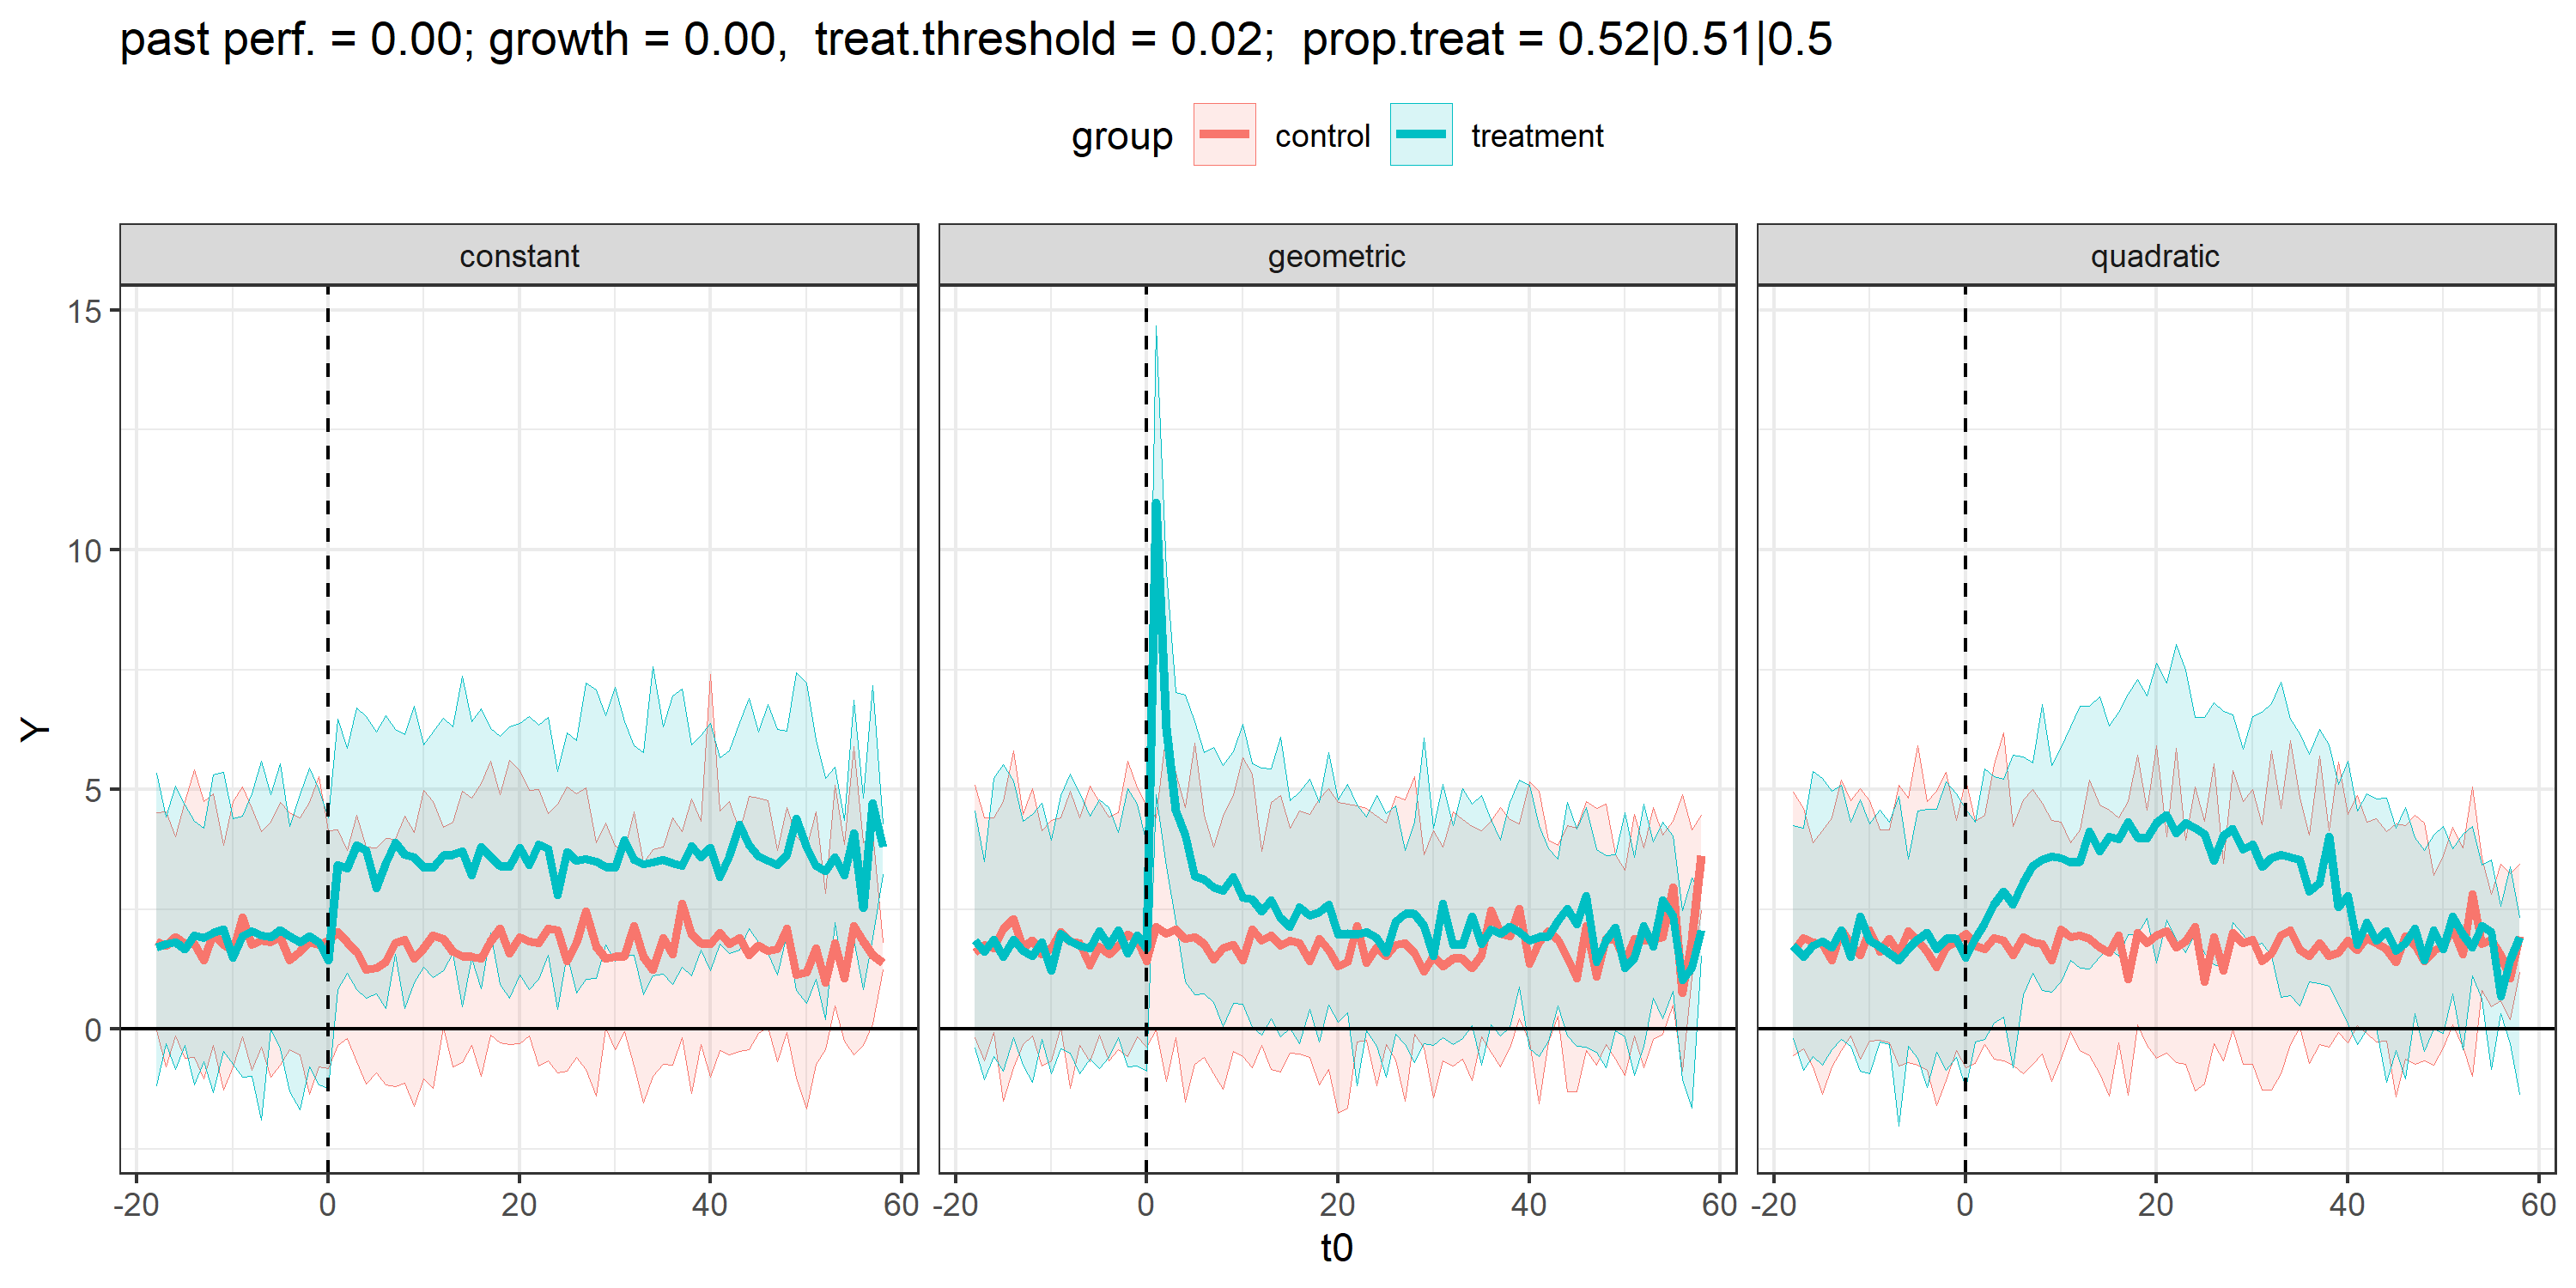 past perf. = 0.00; growth = 0.00,  treat.threshold = 0.02;  prop.treat = 0.52|0.51|0.5
group control treatment
constant geometric quadratic
15
10
5
0
Y
-20 0 20 40 60 -20 0 20 40 60 -20 0 20 40 60
t0